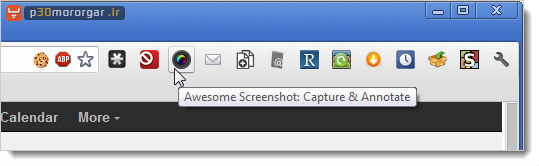 p30mororgar .ir
ABP
R
S
Awesome Screenshot: Capture & Annotate
Calendar More